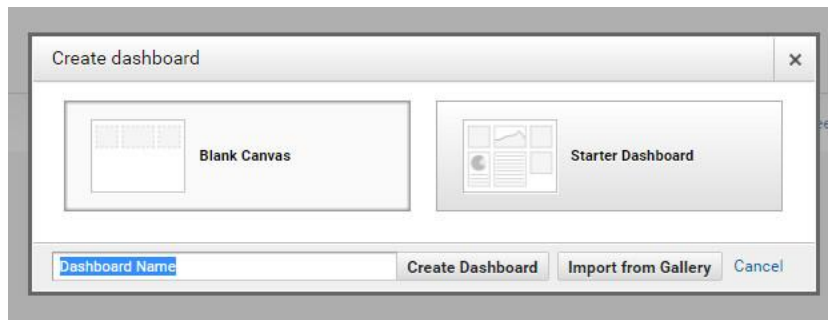 Create dashboard
Blank Canvas
Starter Dashboard
Dashboard Name
Create Dashboard
Import from Gallery
Cancel